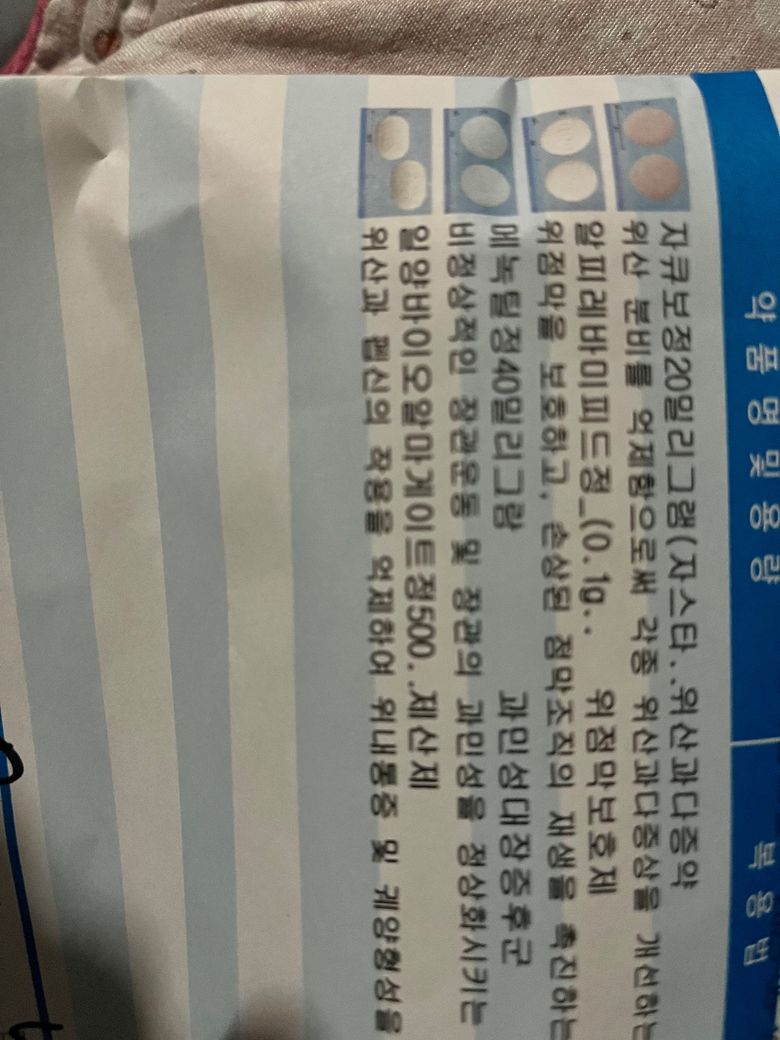 약 품 명 및 용 량 복 용 법
자큐보정20밀리그램(자스타..위산과다증약
위산 분비를 억제함으로써 각종 위산과다증상을 개선하는
알피레바미피드정_(0.1g.. 위점막보호제
위점막을 보호하고, 손상된 점막조직의 재생을 촉진하는
메녹틸정40밀리그람 과민성대장증후군
비정상적인 장관운동 및 장관의 과민성을 정상화시키는
일양바이오알마게이트정500..제산제
위산과 펩신의 작용을 억제하여 위내통증 및 궤양형성을